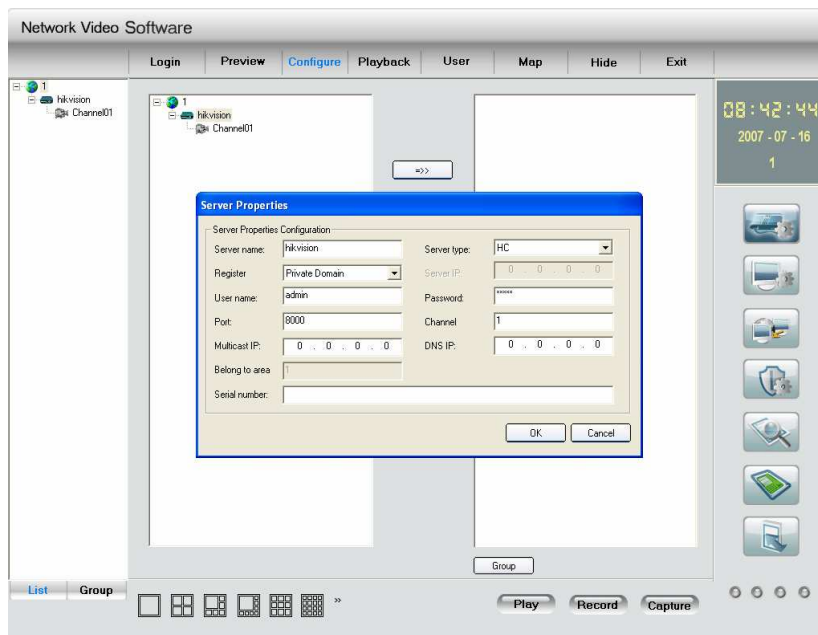 Network Video Software
Login Preview Configure Playback User Map Hide Exit
1
hikvision
Channel01
1
hikvision
Channel01
=>>
08:42:44
2007 - 07 - 16
1
Server Properties
Server Properties Configuration
Server name: hikvision Server type: HC
Register Private Domain Server IP: 0 . 0 . 0 . 0
User name: admin Password: *****
Port: 8000 Channel 1
Multicast IP: 0 . 0 . 0 . 0 DNS IP: 0 . 0 . 0 . 0
Belong to area 1
Serial number:
OK Cancel
Group
List Group
»
Play Record Capture